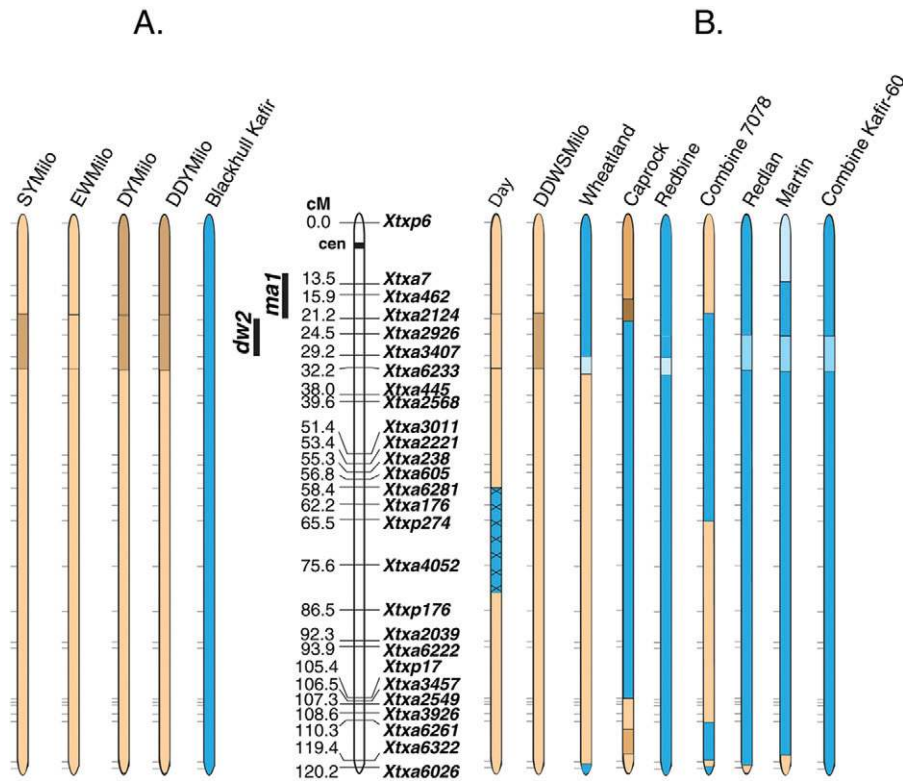 A.
B.
SYMilo
EWMilo
DYMilo
DDYMilo
Blackhull Kafir
Day
DDWSMilo
Wheatland
Caprock
Redbine
Combine 7078
Redlan
Martin
Combine Kafir-60
cM
0.0 Xtxp6
cen
13.5 Xtxa7
15.9 Xtxa462
21.2 Xtxa2124
24.5 Xtxa2926
29.2 Xtxa3407
32.2 Xtxa6233
38.0 Xtxa445
39.6 Xtxa2568
51.4 Xtxa3011
53.4 Xtxa2221
55.3 Xtxa238
56.8 Xtxa605
58.4 Xtxa6281
62.2 Xtxa176
65.5 Xtxp274
75.6 Xtxa4052
86.5 Xtxp176
92.3 Xtxa2039
93.9 Xtxa6222
105.4 Xtxp17
106.5 Xtxa3457
107.3 Xtxa2549
108.6 Xtxa3926
110.3 Xtxa6261
119.4 Xtxa6322
120.2 Xtxa6026
ma1
dw2